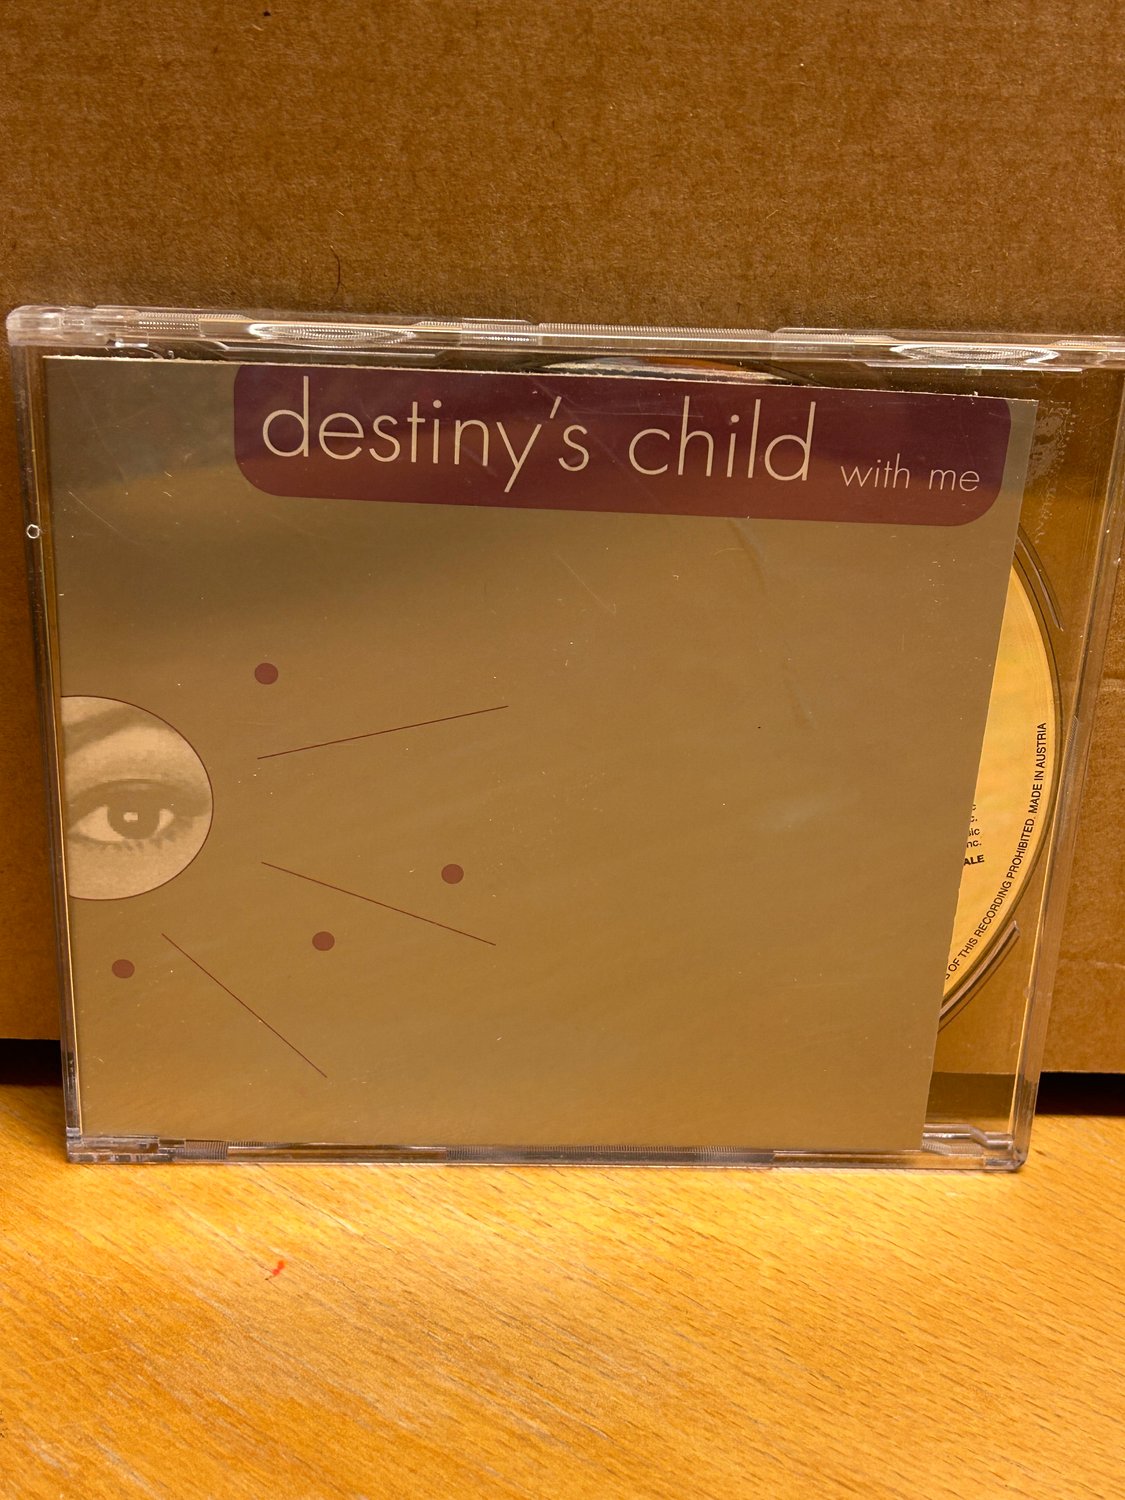 destiny's child with me
OF THIS RECORDING PROHIBITED. MADE IN AUSTRIA